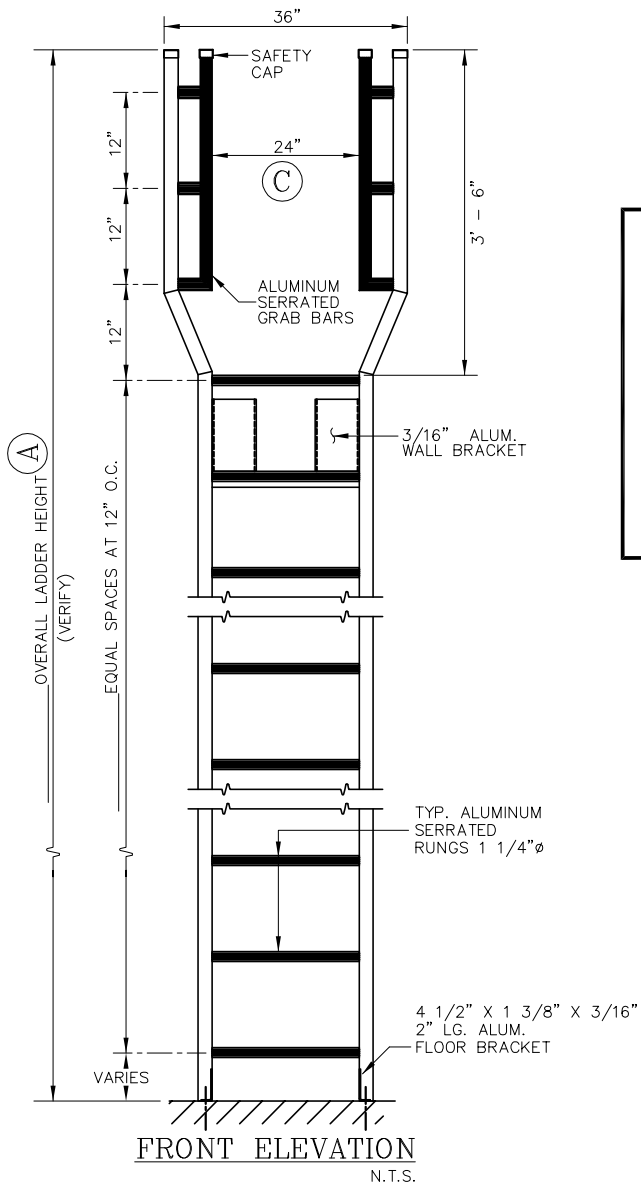 36"
SAFETY
CAP
12"
24"
C
3' - 6"
12"
ALUMINUM
SERRATED
GRAB BARS
12"
3/16" ALUM.
WALL BRACKET
A
OVERALL LADDER HEIGHT
(VERIFY)
EQUAL SPACES AT 12" O.C.
TYP. ALUMINUM
SERRATED
RUNGS 1 1/4"ø
4 1/2" X 1 3/8" X 3/16"
2" LG. ALUM.
FLOOR BRACKET
VARIES
FRONT ELEVATION
N.T.S.